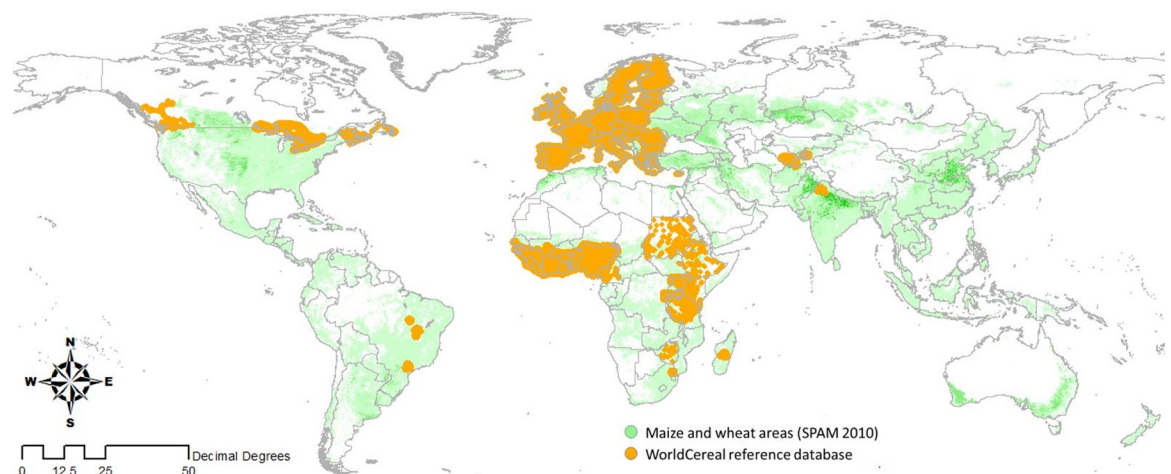 N
W E
S
Decimal Degrees
0 12.5 25 50
Maize and wheat areas (SPAM 2010)
WorldCereal reference database